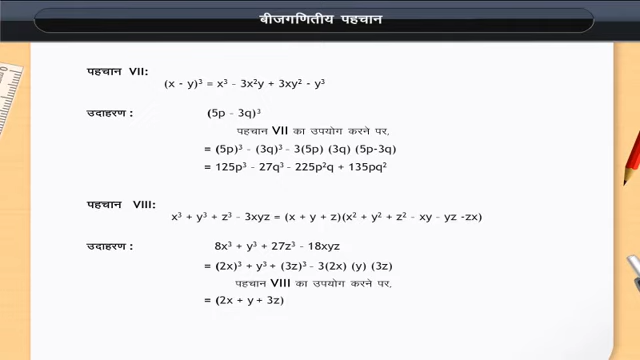 बीजगणितीय पहचान
पहचान VII:
(x - y)³ = x³ – 3x²y + 3xy² - y³
उदाहरण : (5p – 3q)³
पहचान VII का उपयोग करने पर,
= (5p)³ – (3q)³ – 3(5p) (3q) (5p-3q)
= 125p³ – 27q³ – 225p²q + 135pq²
पहचान VIII:
x³ + y³ + z³ – 3xyz = (x + y + z)(x² + y² + z² – xy – yz -zx)
उदाहरण : 8x³ + y³ + 27z³ – 18xyz
= (2x)³ + y³ + (3z)³ – 3(2x) (y) (3z)
पहचान VIII का उपयोग करने पर,
= (2x + y + 3z)